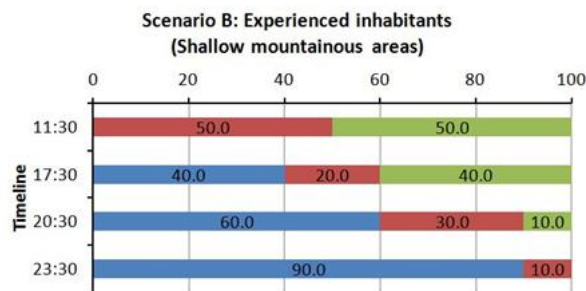 Scenario B: Experienced inhabitants
(Shallow mountainous areas)
0 20 40 60 80 100
Timeline
11:30 50.0 50.0
17:30 40.0 20.0 40.0
20:30 60.0 30.0 10.0
23:30 90.0 10.0